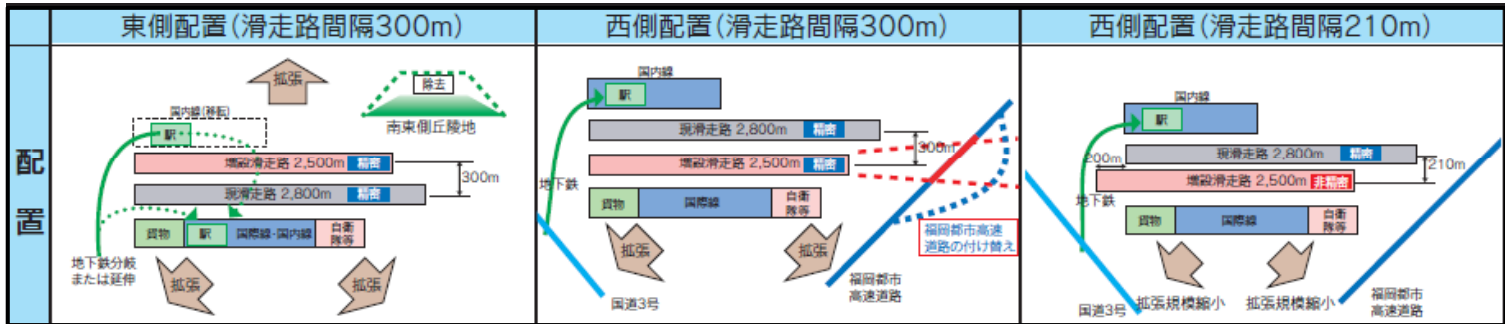 配置
東側配置(滑走路間隔300m)
拡張
除去
南東側丘陵地
国内線(移転)
駅
増設滑走路 2,500m 精密
300m
現滑走路 2,800m 精密
貨物
駅
国際線・国内線
自衛
隊等
地下鉄分岐
または延伸
拡張
拡張
西側配置(滑走路間隔300m)
国内線
駅
現滑走路 2,800m 精密
300m
増設滑走路 2,500m 精密
地下鉄
貨物
国際線
自衛
隊等
拡張
拡張
福岡都市高速
道路の付け替え
国道3号
福岡都市
高速道路
西側配置(滑走路間隔210m)
国内線
駅
200m
現滑走路 2,800m 精密
210m
増設滑走路 2,500m 非精密
地下鉄
貨物
国際線
自衛
隊等
国道3号
拡張規模縮小
拡張規模縮小
福岡都市
高速道路